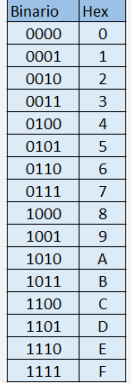 Binario Hex
0000 0
0001 1
0010 2
0011 3
0100 4
0101 5
0110 6
0111 7
1000 8
1001 9
1010 A
1011 B
1100 C
1101 D
1110 E
1111 F